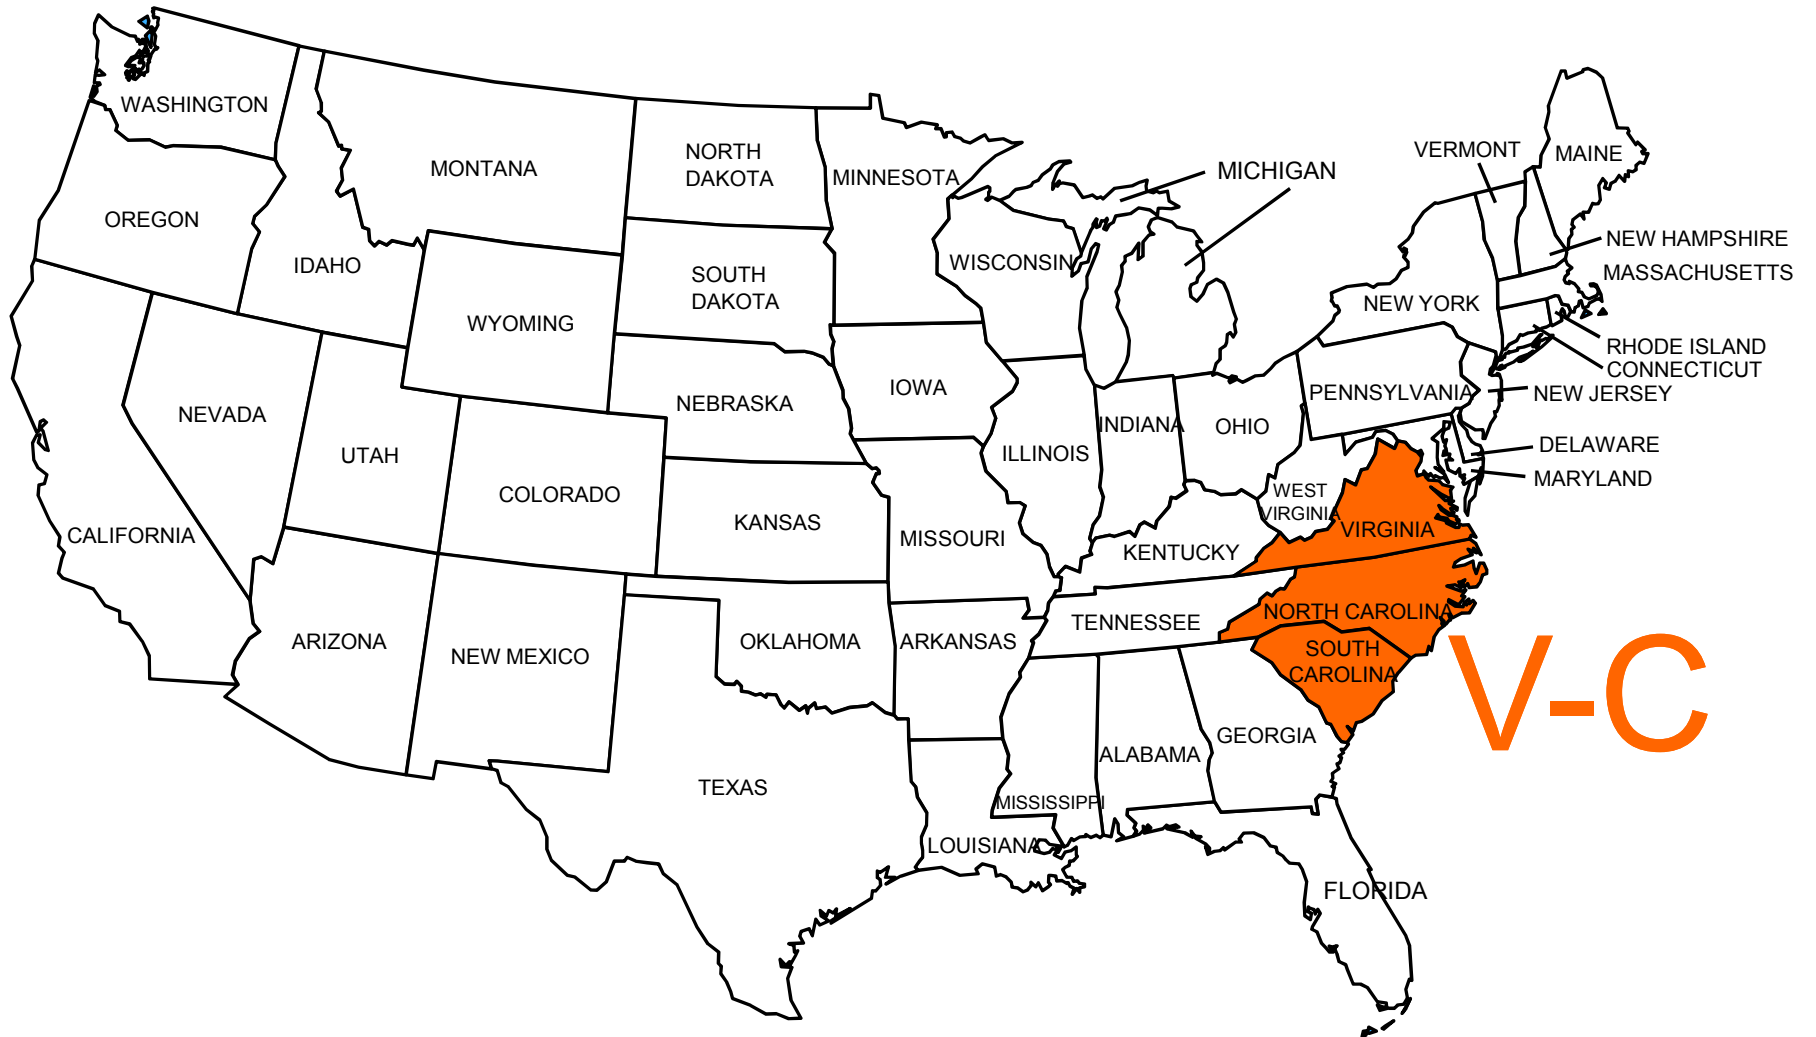 WASHINGTON
OREGON
CALIFORNIA
NEVADA
IDAHO
MONTANA
WYOMING
UTAH
ARIZONA
COLORADO
NEW MEXICO
NORTH
DAKOTA
SOUTH
DAKOTA
NEBRASKA
KANSAS
OKLAHOMA
TEXAS
MINNESOTA
IOWA
MISSOURI
ARKANSAS
LOUISIANA
WISCONSIN
ILLINOIS
MICHIGAN
INDIANA
OHIO
KENTUCKY
TENNESSEE
MISSISSIPPI
ALABAMA
GEORGIA
FLORIDA
SOUTH
CAROLINA
NORTH CAROLINA
VIRGINIA
WEST
VIRGINIA
PENNSYLVANIA
NEW YORK
VERMONT
MAINE
NEW HAMPSHIRE
MASSACHUSETTS
RHODE ISLAND
CONNECTICUT
NEW JERSEY
DELAWARE
MARYLAND
V-C